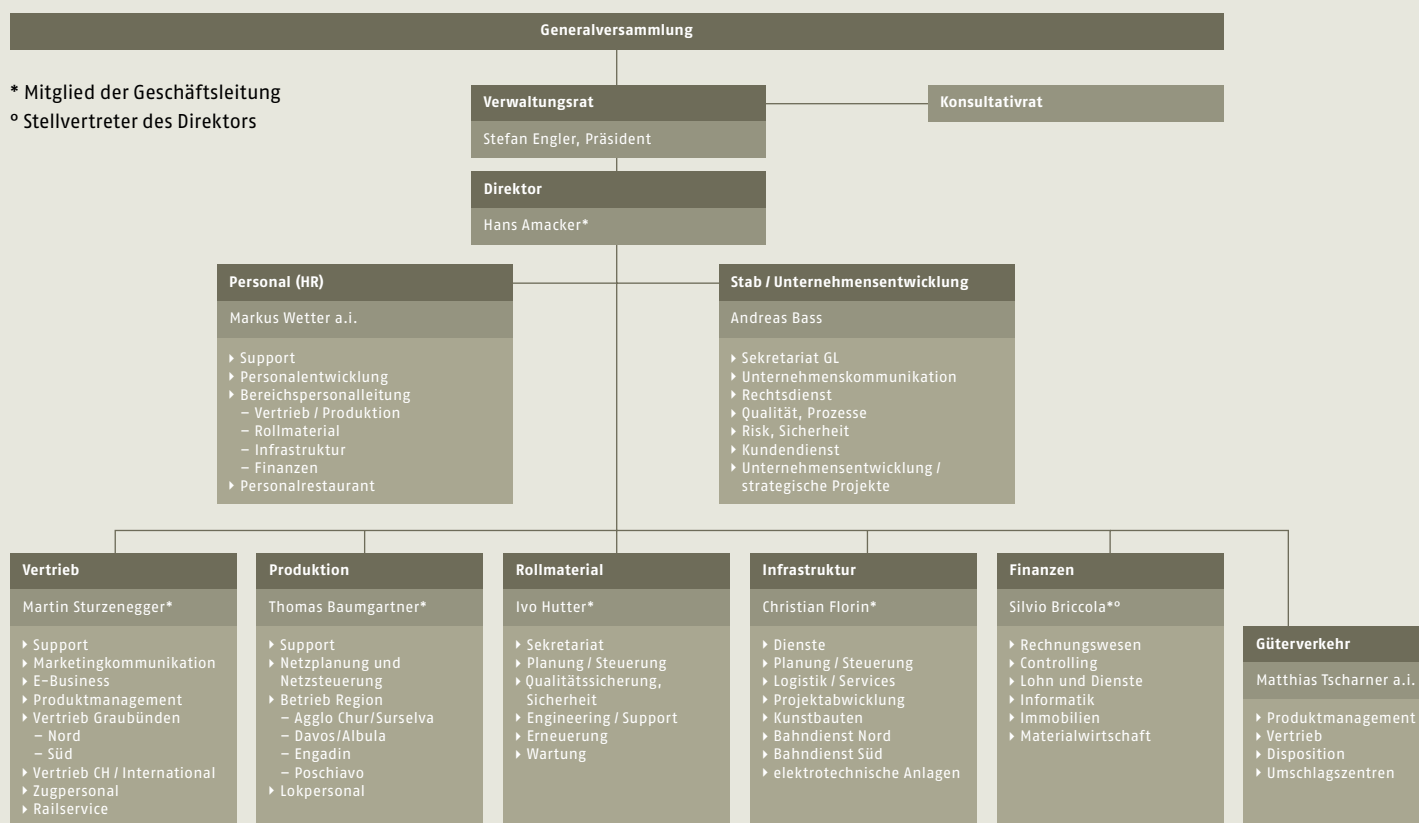 Generalversammlung
* Mitglied der Geschäftsleitung
° Stellvertreter des Direktors
Verwaltungsrat
Stefan Engler, Präsident
Konsultativrat
Direktor
Hans Amacker*
Personal (HR)
Markus Wetter a.i.
Support
Personalentwicklung
Bereichspersonalleitung
– Vertrieb / Produktion
– Rollmaterial
– Infrastruktur
– Finanzen
Personalrestaurant
Stab / Unternehmensentwicklung
Andreas Bass
Sekretariat GL
Unternehmenskommunikation
Rechtsdienst
Qualität, Prozesse
Risk, Sicherheit
Kundendienst
Unternehmensentwicklung /
strategische Projekte
Vertrieb
Martin Sturzenegger*
Support
Marketingkommunikation
E-Business
Produktmanagement
Vertrieb Graubünden
– Nord
– Süd
Vertrieb CH / International
Zugpersonal
Railservice
Produktion
Thomas Baumgartner*
Support
Netzplanung und
Netzsteuerung
Betrieb Region
– Agglo Chur/Surselva
– Davos/Albula
– Engadin
– Poschiavo
Lokpersonal
Rollmaterial
Ivo Hutter*
Sekretariat
Planung / Steuerung
Qualitätssicherung,
Sicherheit
Engineering / Support
Erneuerung
Wartung
Infrastruktur
Christian Florin*
Dienste
Planung / Steuerung
Logistik / Services
Projektabwicklung
Kunstbauten
Bahndienst Nord
Bahndienst Süd
elektrotechnische Anlagen
Finanzen
Silvio Briccola*°
Rechnungswesen
Controlling
Lohn und Dienste
Informatik
Immobilien
Materialwirtschaft
Güterverkehr
Matthias Tscharner a.i.
Produktmanagement
Vertrieb
Disposition
Umschlagszentren